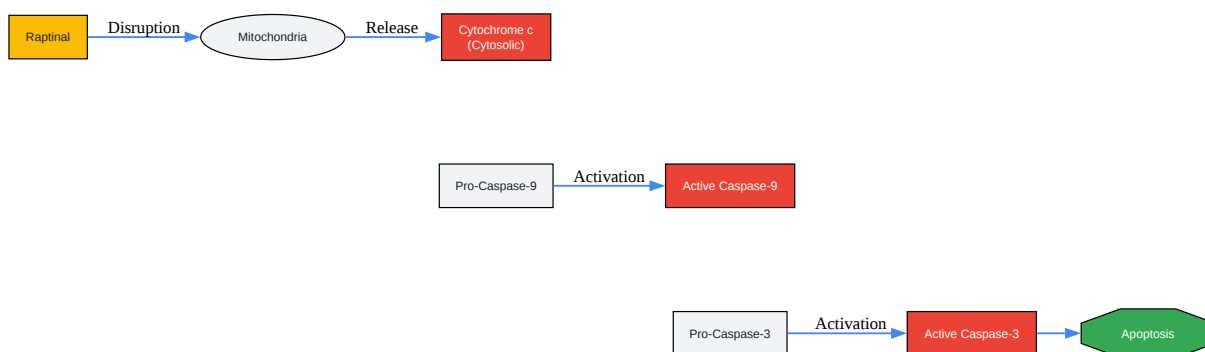 Raptinal
Disruption
Mitochondria
Release
Cytochrome c
(Cytosolic)
Pro-Caspase-9
Activation
Active Caspase-9
Pro-Caspase-3
Activation
Active Caspase-3
Apoptosis